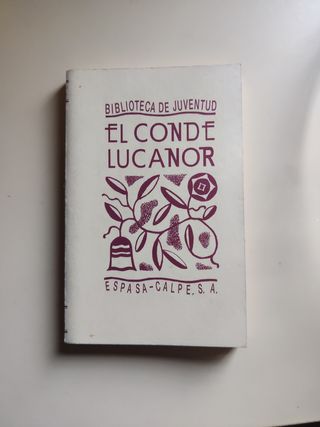 BIBLIOTECA DE JUVENTUD
EL CONDE
LUCANOR
ESPASA-CALPE, S. A.